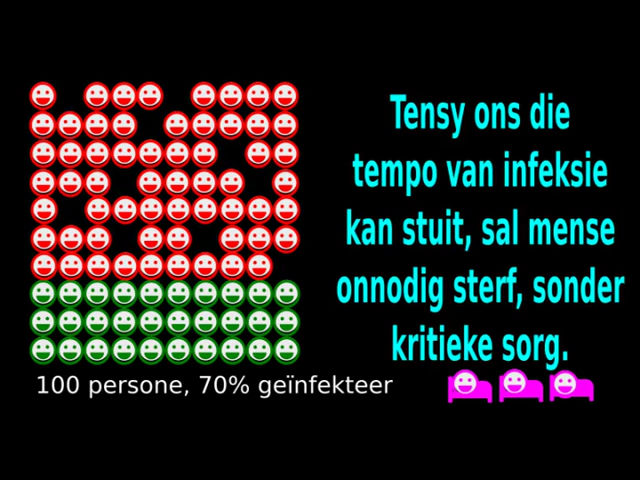 Tensy ons die
tempo van infeksie
kan stuit, sal mense
onnodig sterf, sonder
kritieke sorg.
100 persone, 70% geïnfekteer